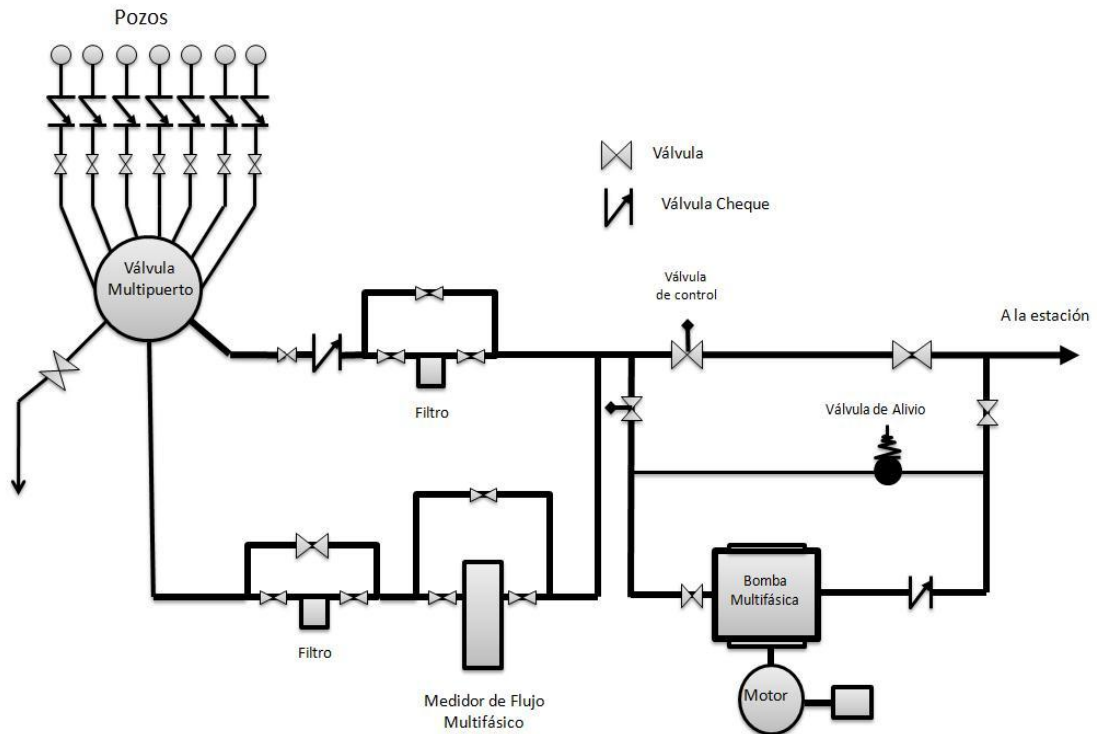 Pozos
Válvula
Multipuerto
Válvula
Válvula Cheque
Válvula
de control
A la estación
Filtro
Válvula de Alivio
Bomba
Multifásica
Filtro
Medidor de Flujo
Multifásico
Motor